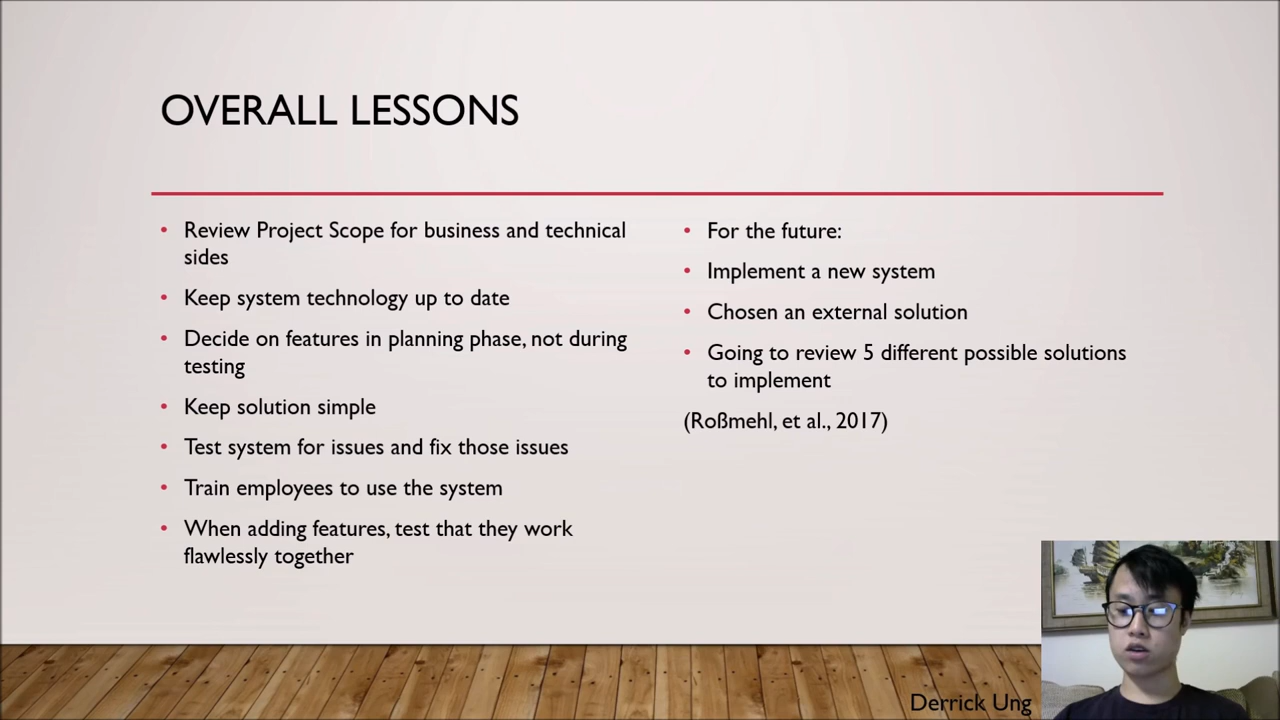 OVERALL LESSONS
Review Project Scope for business and technical
sides
Keep system technology up to date
Decide on features in planning phase, not during
testing
Keep solution simple
Test system for issues and fix those issues
Train employees to use the system
When adding features, test that they work
flawlessly together
For the future:
Implement a new system
Chosen an external solution
Going to review 5 different possible solutions
to implement
(Roßmehl, et al., 2017)
Derrick Ung